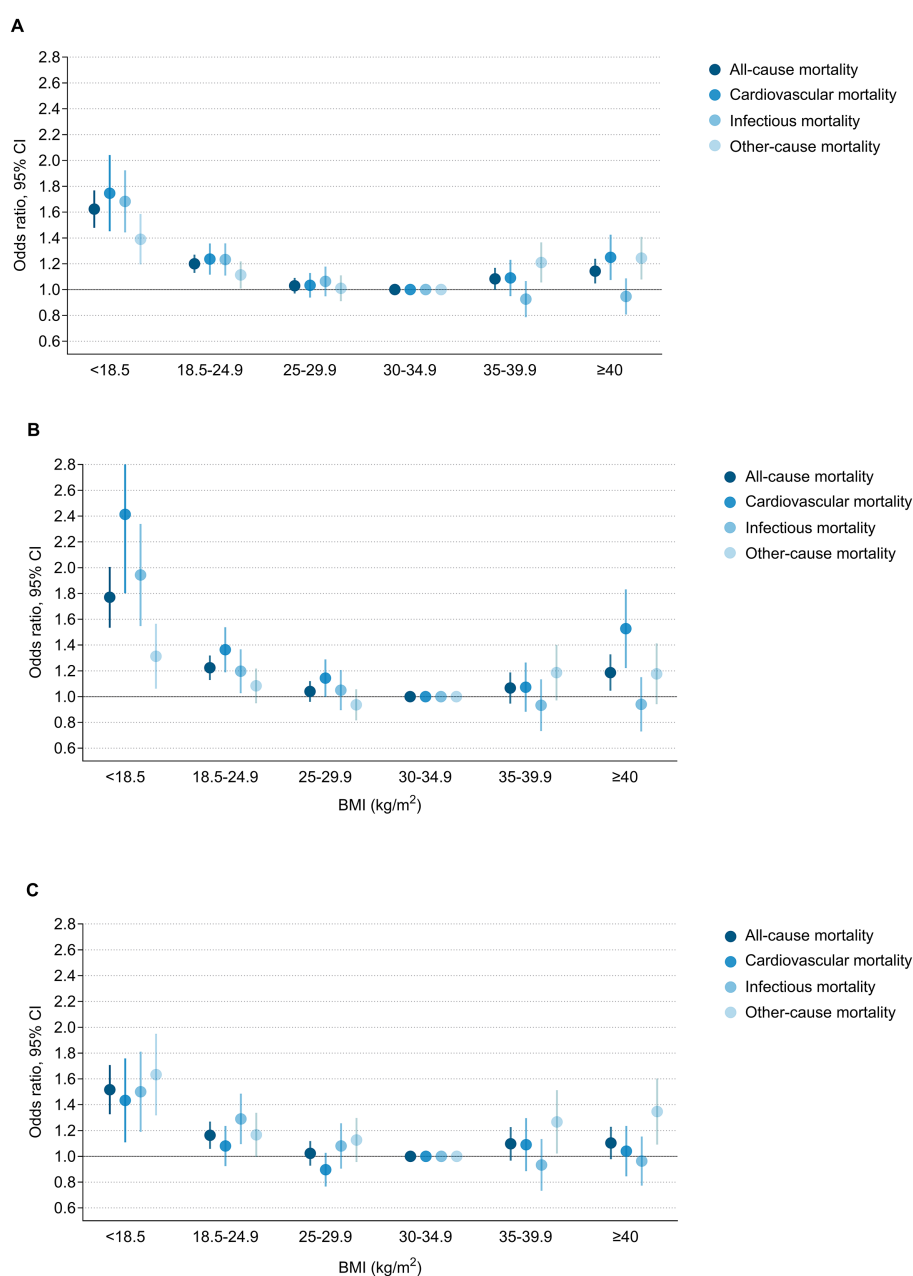 A
Odds ratio, 95% CI
2.8
2.6
2.4
2.2
2.0
1.8
1.6
1.4
1.2
1.0
0.8
0.6
<18.5 18.5-24.9 25-29.9 30-34.9 35-39.9 ≥40
All-cause mortality
Cardiovascular mortality
Infectious mortality
Other-cause mortality
B
Odds ratio, 95% CI
2.8
2.6
2.4
2.2
2.0
1.8
1.6
1.4
1.2
1.0
0.8
0.6
<18.5 18.5-24.9 25-29.9 30-34.9 35-39.9 ≥40
BMI (kg/m²)
All-cause mortality
Cardiovascular mortality
Infectious mortality
Other-cause mortality
C
Odds ratio, 95% CI
2.8
2.6
2.4
2.2
2.0
1.8
1.6
1.4
1.2
1.0
0.8
0.6
<18.5 18.5-24.9 25-29.9 30-34.9 35-39.9 ≥40
BMI (kg/m²)
All-cause mortality
Cardiovascular mortality
Infectious mortality
Other-cause mortality